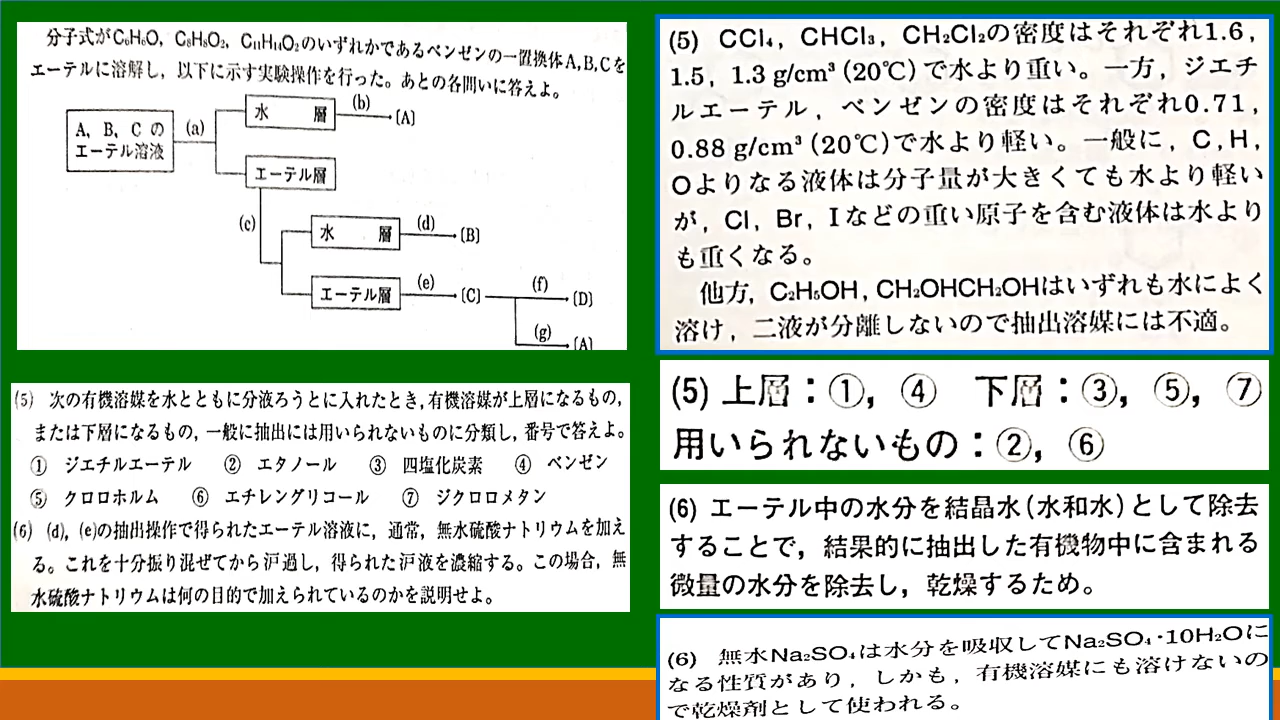 分子式がC₆H₆O，C₈H₈O₂，C₁₁H₁₄O₂のいずれかであるベンゼンの一置換体A,B,Cを
エーテルに溶解し，以下に示す実験操作を行った。あとの各問いに答えよ。
A，B，Cの
エーテル溶液
(a)
水　層
(b)
〔A〕
エーテル層
(c)
水　層
(d)
〔B〕
エーテル層
(e)
〔C〕
(f)
〔D〕
(g)
〔A〕
(5)　次の有機溶媒を水とともに分液ろうとに入れたとき，有機溶媒が上層になるもの，
または下層になるもの，一般に抽出には用いられないものに分類し，番号で答えよ。
①　ジエチルエーテル　②　エタノール　③　四塩化炭素　④　ベンゼン
⑤　クロロホルム　⑥　エチレングリコール　⑦　ジクロロメタン
(6)　(d)，(e)の抽出操作で得られたエーテル溶液に，通常，無水硫酸ナトリウムを加え
る。これを十分振り混ぜてから沪過し，得られた沪液を濃縮する。この場合，無
水硫酸ナトリウムは何の目的で加えられているのかを説明せよ。
(5)　CCl₄，CHCl₃，CH₂Cl₂の密度はそれぞれ1.6，
1.5，1.3 g/cm³ (20℃) で水より重い。一方，ジエチ
ルエーテル，ベンゼンの密度はそれぞれ0.71，
0.88 g/cm³ (20℃)で水より軽い。一般に，C，H，
Oよりなる液体は分子量が大きくても水より軽い
が，Cl，Br，Iなどの重い原子を含む液体は水より
も重くなる。
他方，C₂H₅OH，CH₂OHCH₂OHはいずれも水によく
溶け，二液が分離しないので抽出溶媒には不適。
(5) 上層：①，④　下層：③，⑤，⑦
用いられないもの：②，⑥
(6) エーテル中の水分を結晶水(水和水)として除去
することで，結果的に抽出した有機物中に含まれる
微量の水分を除去し，乾燥するため。
(6)　無水Na₂SO₄は水分を吸収してNa₂SO₄・10H₂Oに
なる性質があり，しかも，有機溶媒にも溶けないの
で乾燥剤として使われる。